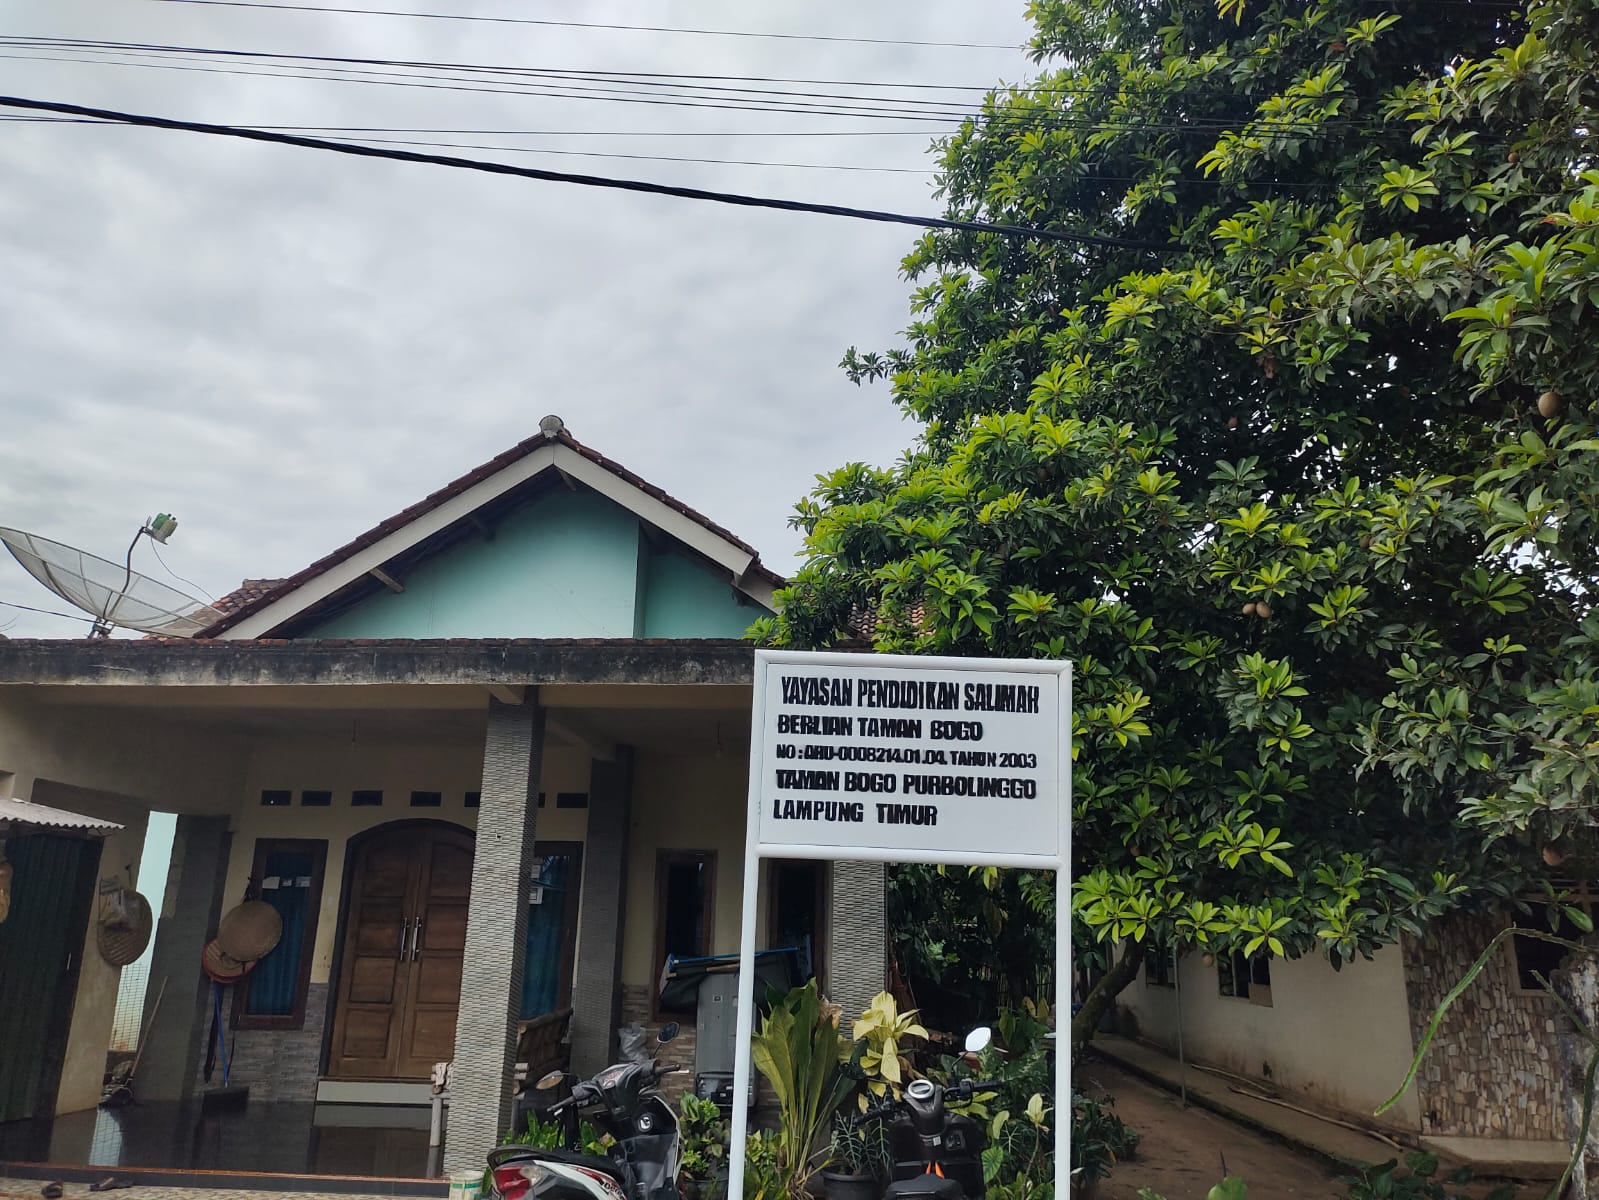 YAYASAN PENDIDIKAN SALIMAH
BERLIAN TAMAN BOGO
NO : AHU-0008214.01.04. TAHUN 2003
TAMAN BOGO PURBOLINGGO
LAMPUNG TIMUR